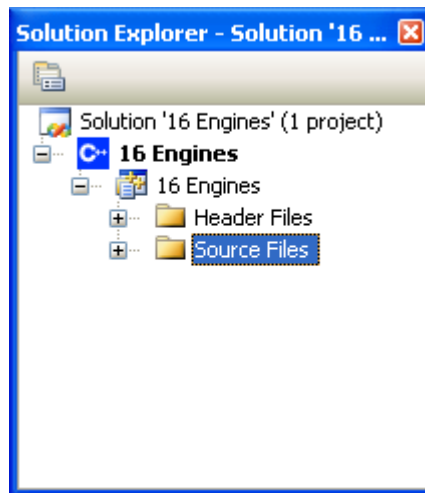 Solution Explorer - Solution '16 ...
Solution '16 Engines' (1 project)
C++ 16 Engines
16 Engines
Header Files
Source Files